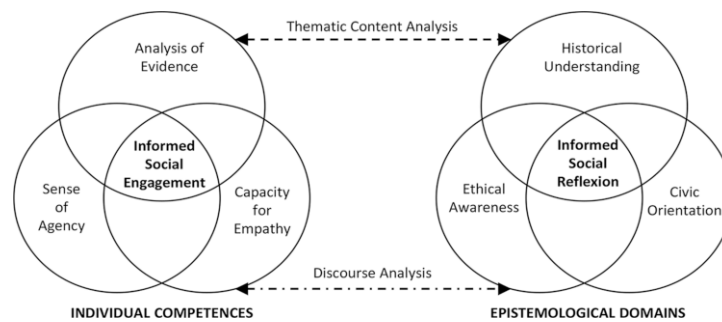 Thematic Content Analysis
Analysis of
Evidence
Historical
Understanding
Informed
Social
Engagement
Informed
Social
Reflexion
Sense
of
Agency
Capacity
for
Empathy
Ethical
Awareness
Civic
Orientation
Discourse Analysis
INDIVIDUAL COMPETENCES
EPISTEMOLOGICAL DOMAINS